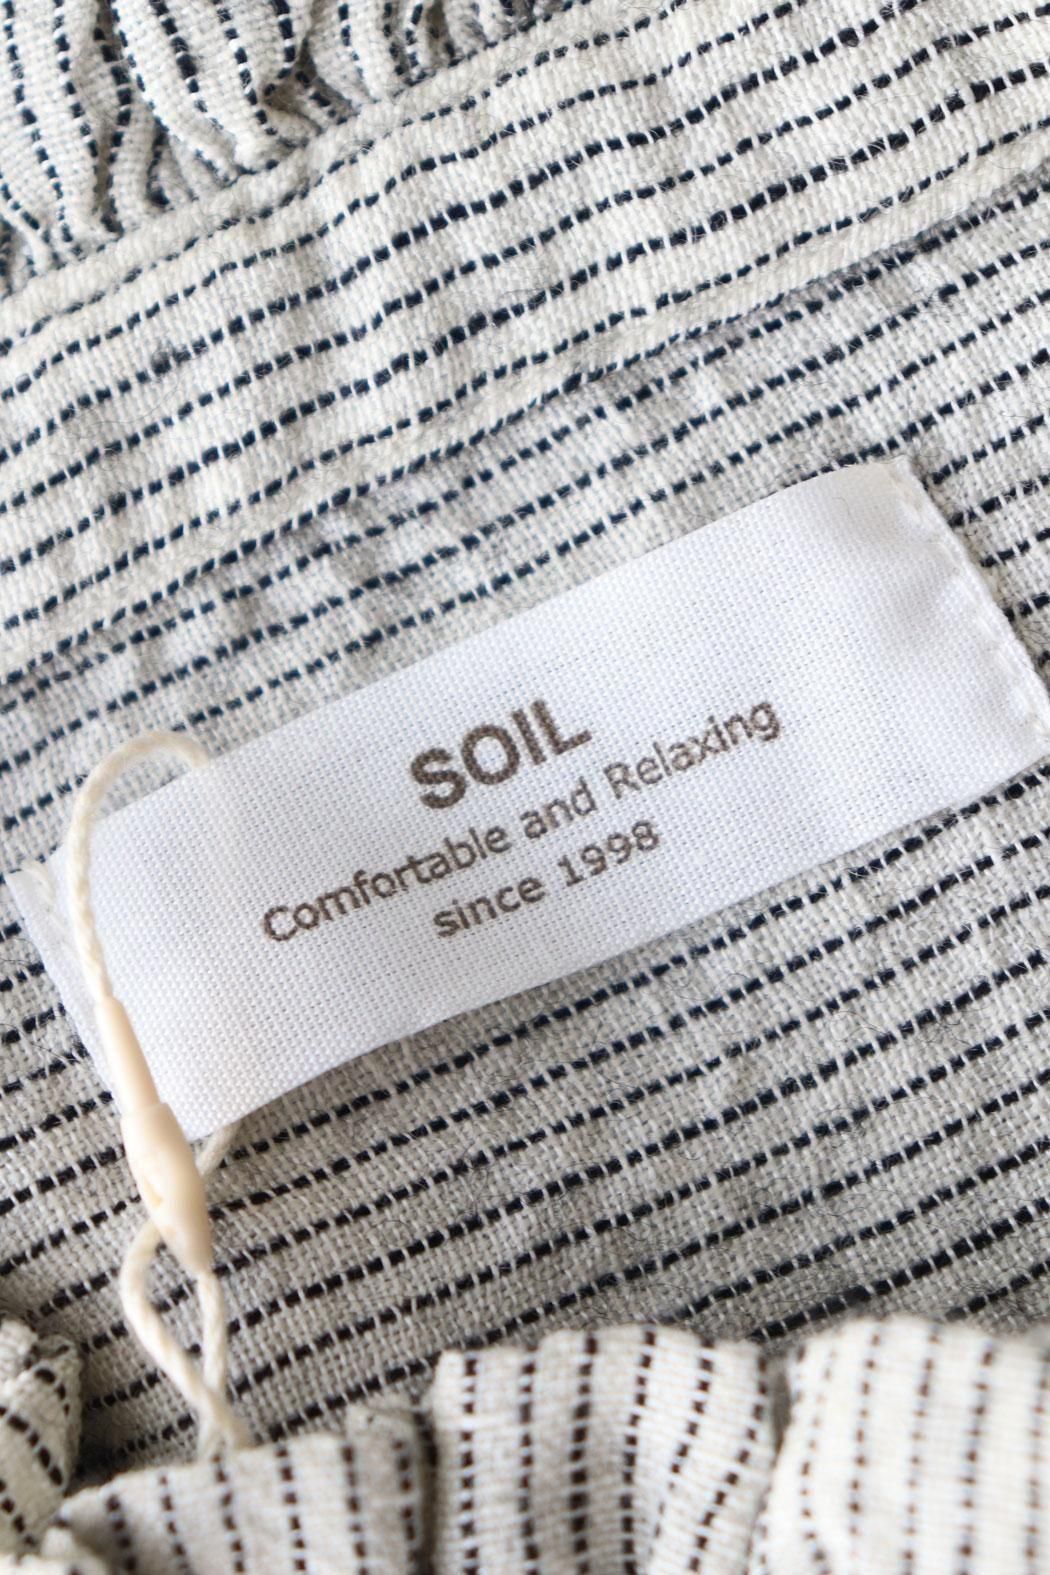 SOIL
Comfortable and Relaxing
since 1998